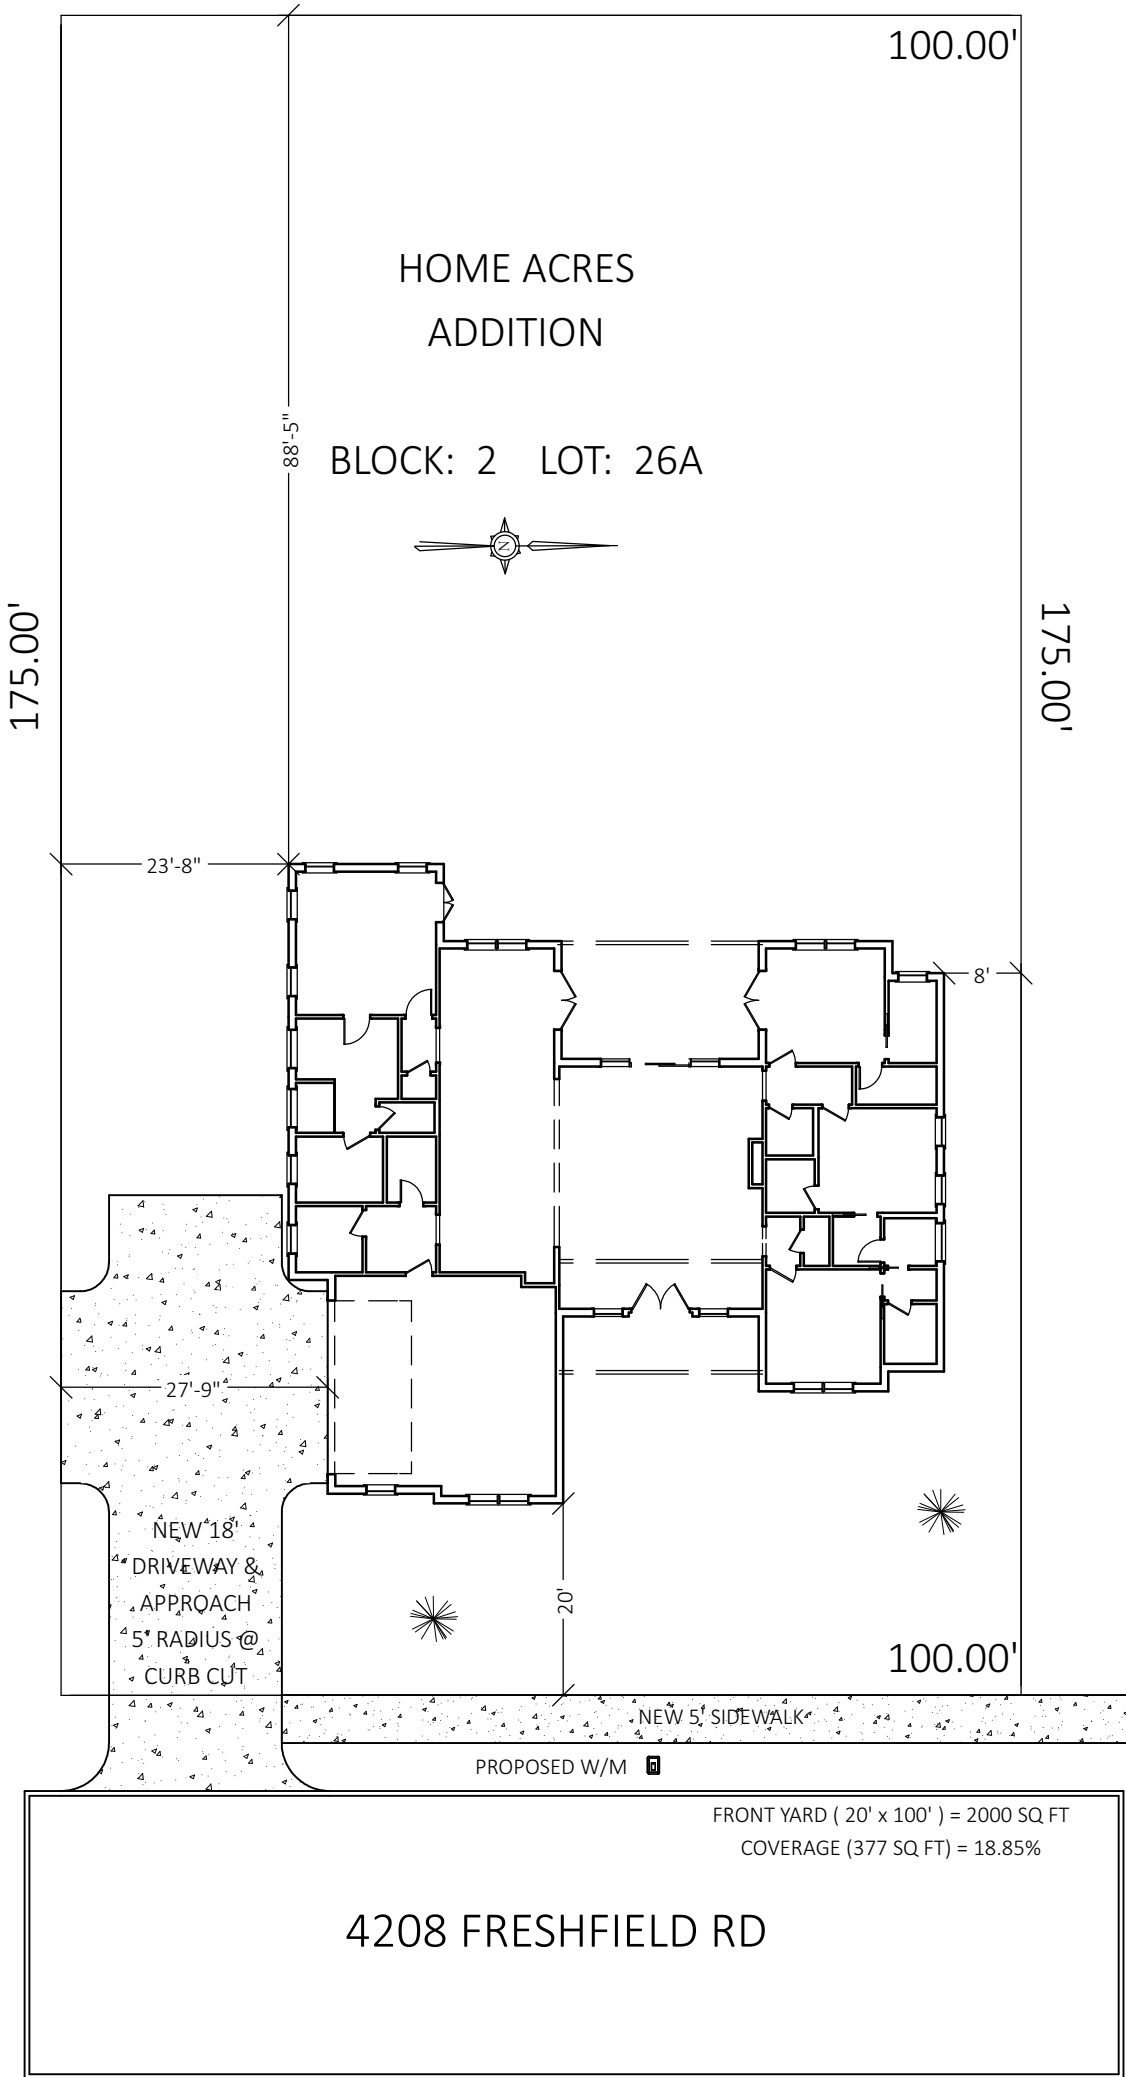 100.00'
HOME ACRES
ADDITION
88'-5"
BLOCK: 2 LOT: 26A
N
175.00'
175.00'
23'-8"
8'
27'-9"
NEW 18'
DRIVEWAY &
APPROACH
5' RADIUS @
CURB CUT
20'
100.00'
NEW 5' SIDEWALK
PROPOSED W/M
FRONT YARD ( 20' x 100' ) = 2000 SQ FT
COVERAGE (377 SQ FT) = 18.85%
4208 FRESHFIELD RD